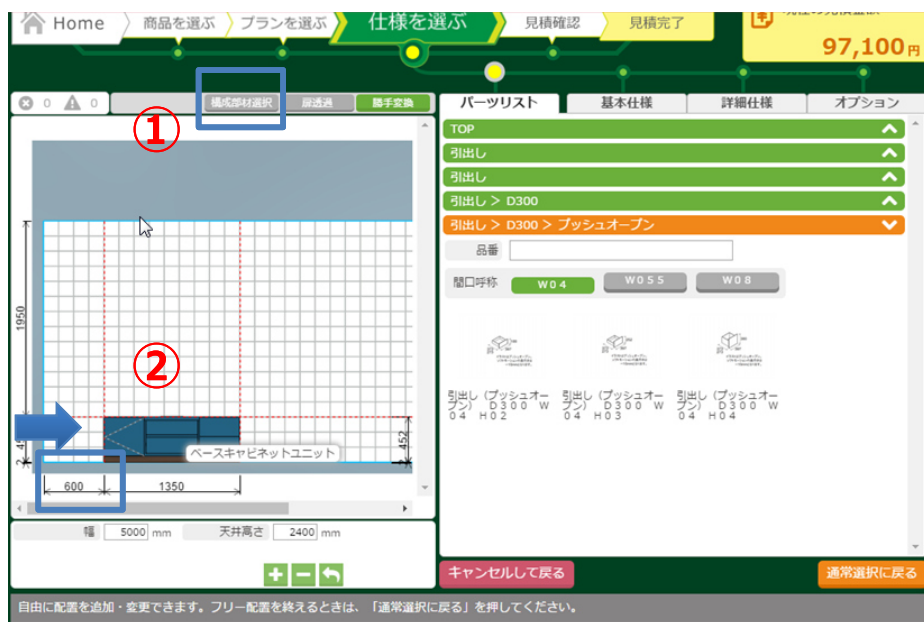 Home
商品を選ぶ
プランを選ぶ
仕様を選ぶ
見積確認
見積完了
97,100円
0 0
構成部材選択
扉透過
勝手変換
パーツリスト
基本仕様
詳細仕様
オプション
①
TOP
引出し
引出し
引出し > D300
引出し > D300 > プッシュオープン
品番
間口呼称
W04
W055
W08
1950
②
引出し（プッシュオー
プン） D300 W
04 H02
引出し（プッシュオー
プン） D300 W
04 H03
引出し（プッシュオー
プン） D300 W
04 H04
452
ベースキャビネットユニット
600
1350
幅 5000 mm
天井高さ 2400 mm
キャンセルして戻る
通常選択に戻る
自由に配置を追加・変更できます。フリー配置を終えるときは、「通常選択に戻る」を押してください。